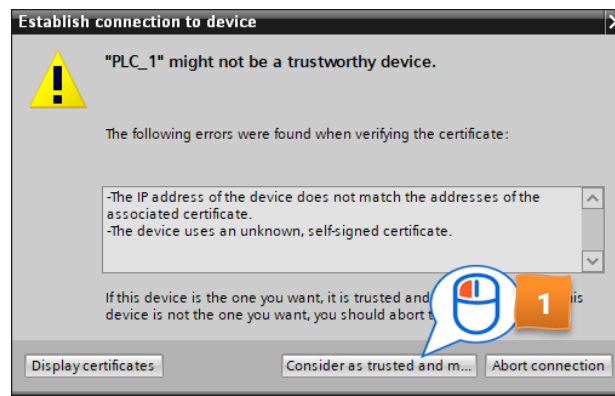 Establish connection to device
"PLC_1" might not be a trustworthy device.
The following errors were found when verifying the certificate:
-The IP address of the device does not match the addresses of the
associated certificate.
-The device uses an unknown, self-signed certificate.
If this device is the one you want, it is trusted and is
device is not the one you want, you should abort
1
Display certificates
Consider as trusted and m...
Abort connection